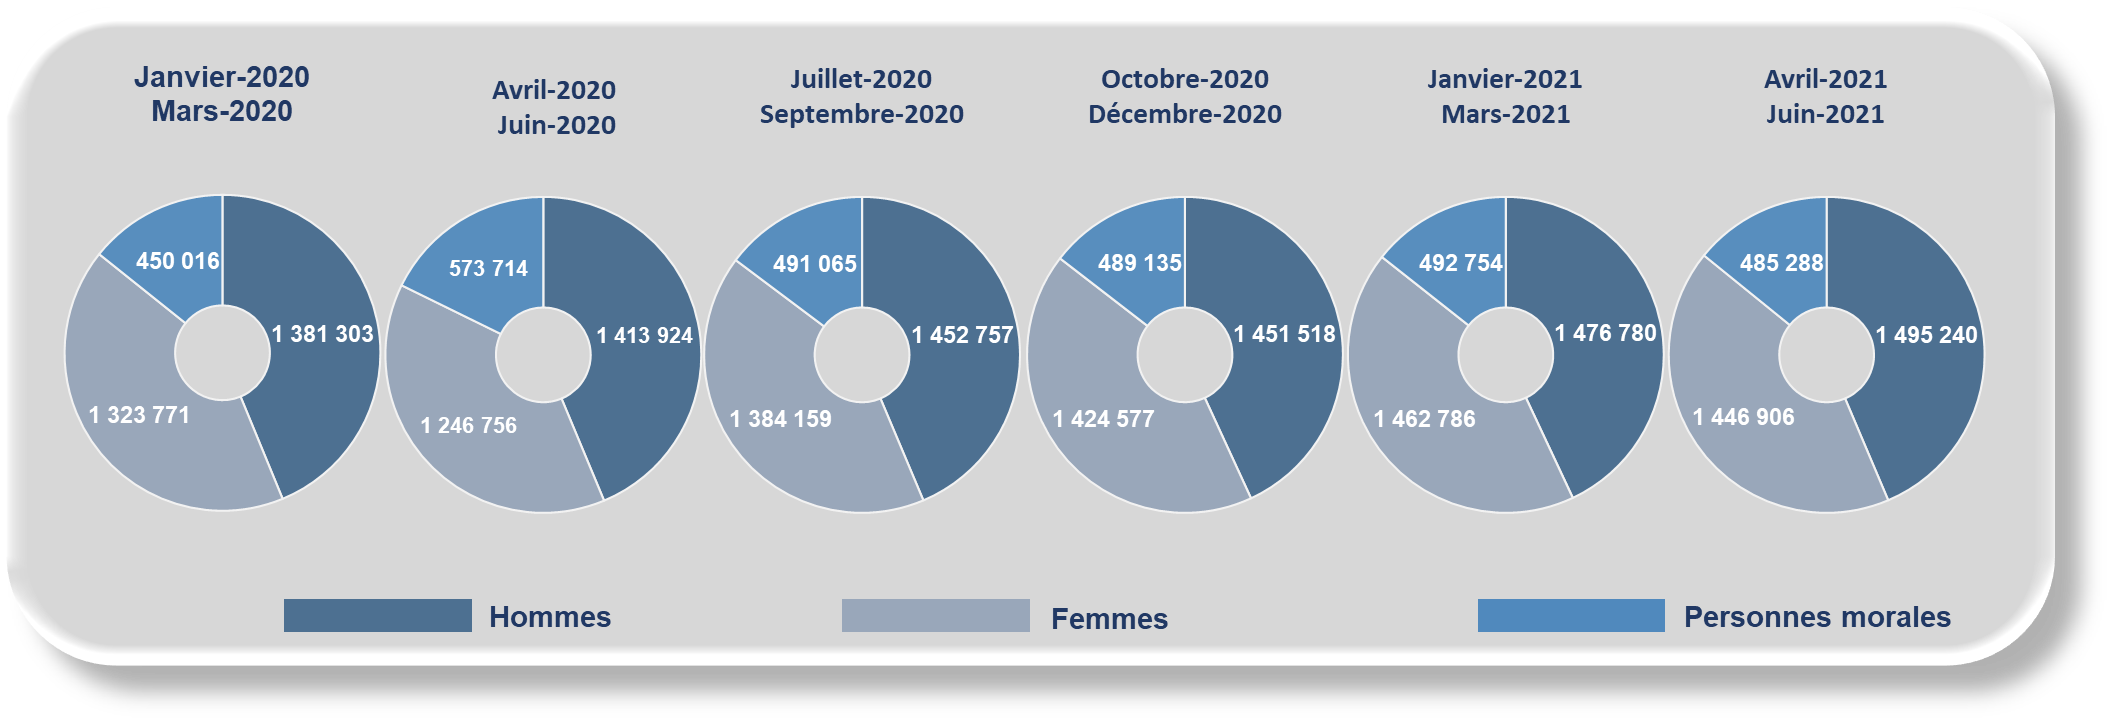 Janvier-2020
Mars-2020
Avril-2020
Juin-2020
Juillet-2020
Septembre-2020
Octobre-2020
Décembre-2020
Janvier-2021
Mars-2021
Avril-2021
Juin-2021
450 016
1 381 303
1 323 771
573 714
1 413 924
1 246 756
491 065
1 452 757
1 384 159
489 135
1 451 518
1 424 577
492 754
1 476 780
1 462 786
485 288
1 495 240
1 446 906
Hommes
Femmes
Personnes morales